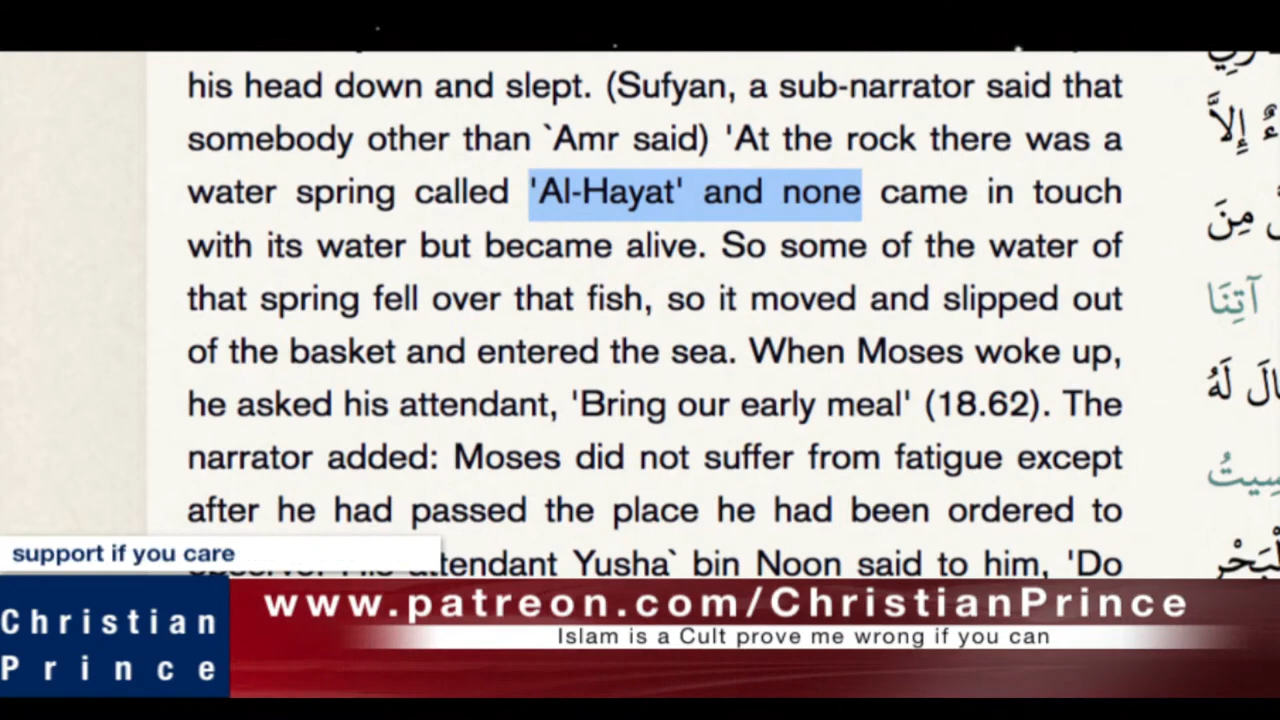 his head down and slept. (Sufyan, a sub-narrator said that
somebody other than `Amr said) 'At the rock there was a
water spring called 'Al-Hayat' and none came in touch
with its water but became alive. So some of the water of
that spring fell over that fish, so it moved and slipped out
of the basket and entered the sea. When Moses woke up,
he asked his attendant, 'Bring our early meal' (18.62). The
narrator added: Moses did not suffer from fatigue except
after he had passed the place he had been ordered to
attendant Yusha` bin Noon said to him, 'Do
إِلاَّ
مِنَ
آتِنَا
لَهُ
support if you care
Christian
Prince
www.patreon.com/ChristianPrince
Islam is a Cult prove me wrong if you can